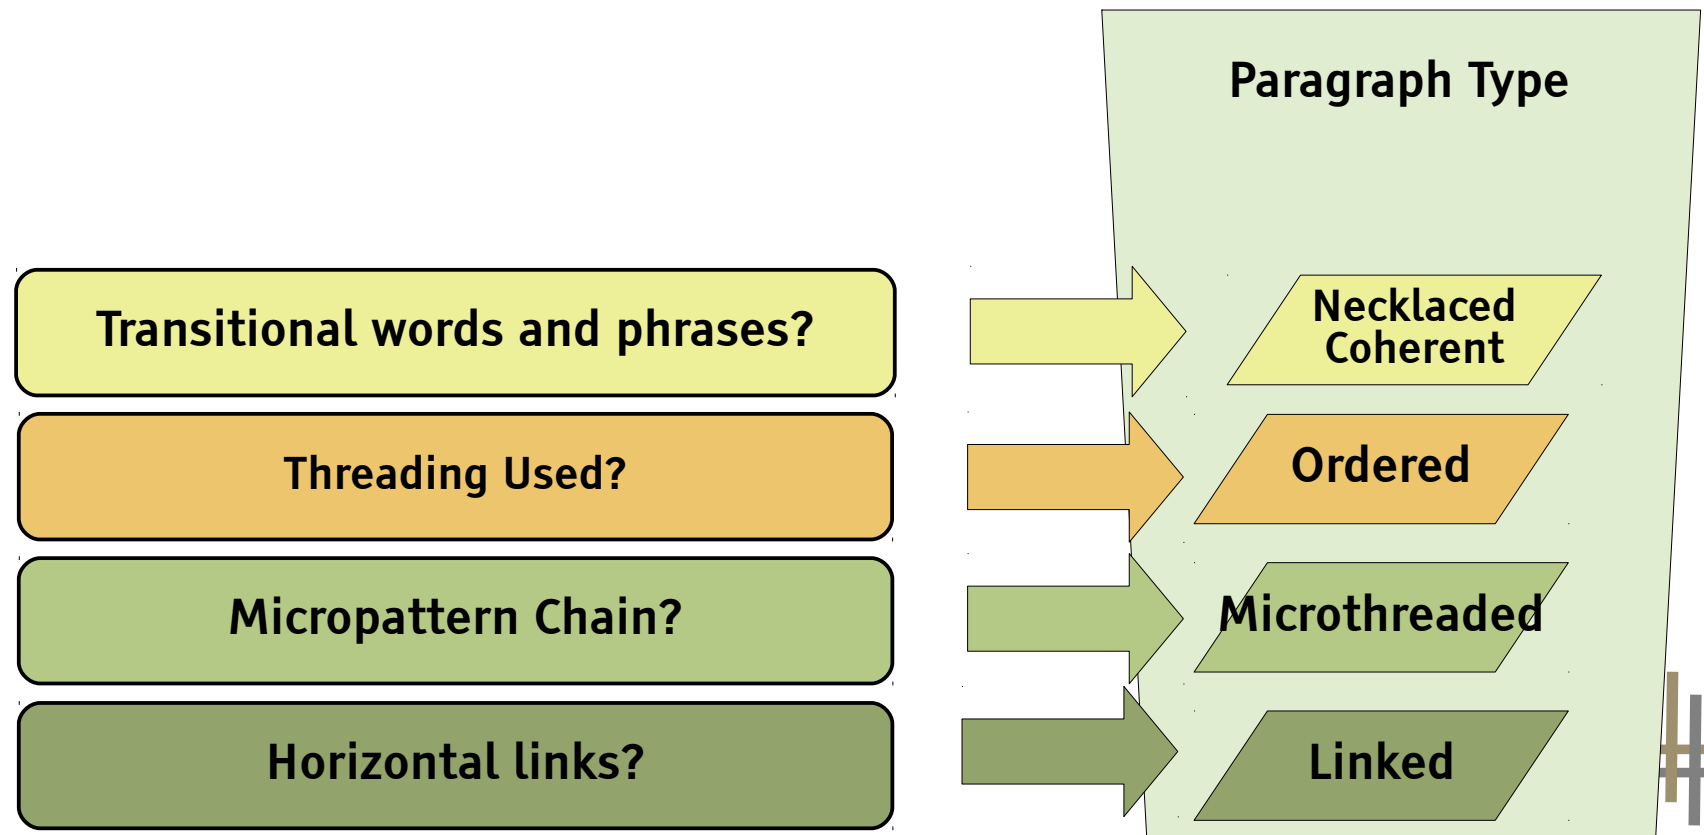 Paragraph Type
Transitional words and phrases?
Necklaced
Coherent
Threading Used?
Ordered
Micropattern Chain?
Microthreaded
Horizontal links?
Linked